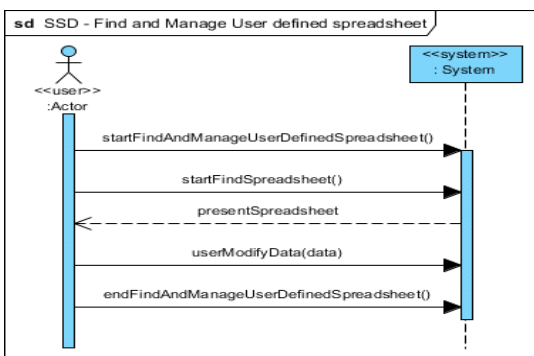 sd SSD - Find and Manage User defined spreadsheet
<<user>>
:Actor
<<system>>
: System
startFindAndManageUserDefinedSpreadsheet()
startFindSpreadsheet()
presentSpreadsheet
userModifyData(data)
endFindAndManageUserDefinedSpreadsheet()